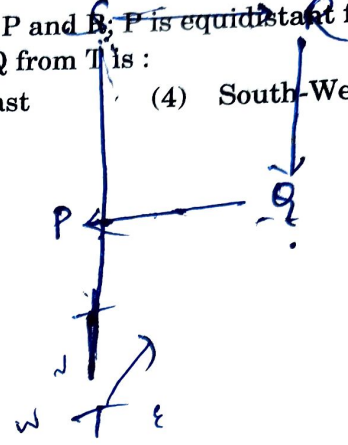 P and B; P is equidistant f
Q from T is :
ast (4) South-We
P
Q
N
W
E